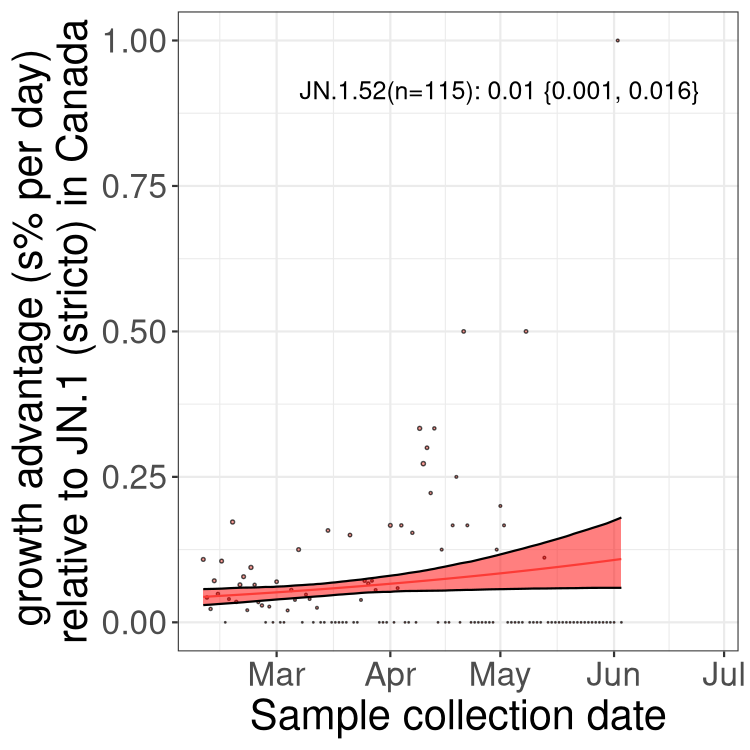 growth advantage (s% per day)
relative to JN.1 (stricto) in Canada
1.00
0.75
0.50
0.25
0.00
JN.1.52(n=115): 0.01 {0.001, 0.016}
Mar Apr May Jun Jul
Sample collection date